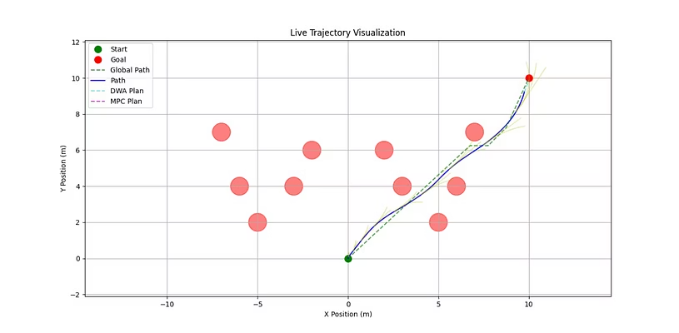 Live Trajectory Visualization
12
10
8
6
4
2
0
−2
Y Position (m)
Start
Goal
Global Path
Path
DWA Plan
MPC Plan
−10
−5
0
5
10
X Position (m)